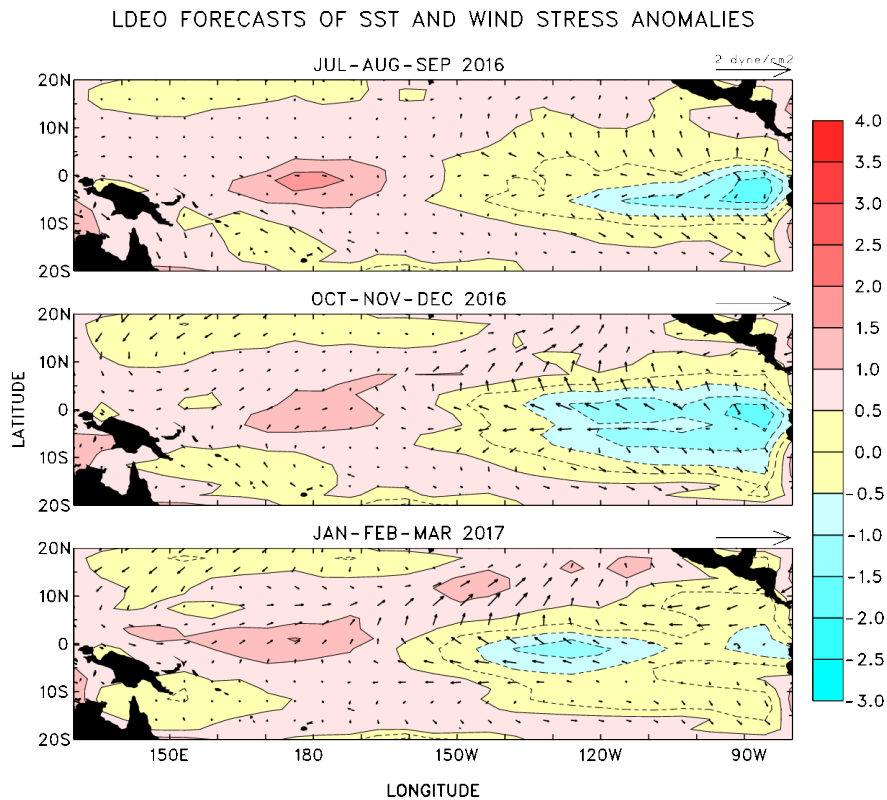 LDEO FORECASTS OF SST AND WIND STRESS ANOMALIES
JUL-AUG-SEP 2016
2 dyne/cm2
20N
10N
0
10S
20S
OCT-NOV-DEC 2016
20N
10N
0
10S
20S
JAN-FEB-MAR 2017
20N
10N
0
10S
20S
150E 180 150W 120W 90W
LATITUDE
LONGITUDE
4.0
3.5
3.0
2.5
2.0
1.5
1.0
0.5
0.0
-0.5
-1.0
-1.5
-2.0
-2.5
-3.0